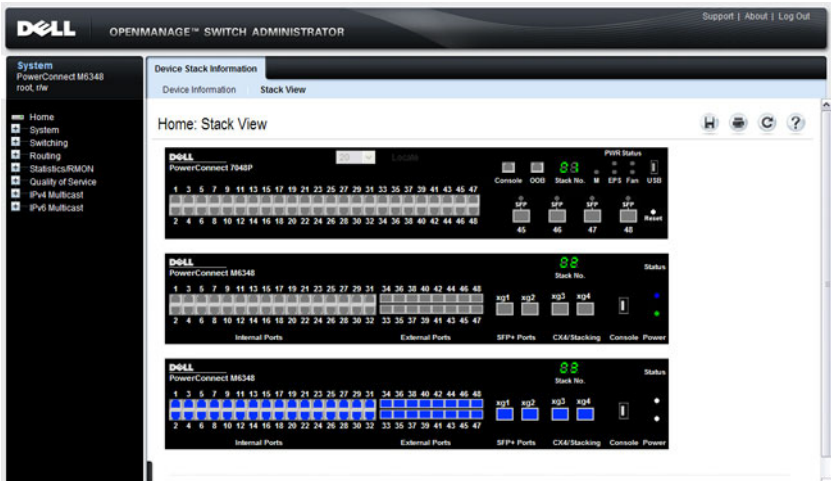 Support | About | Log Out
DELL OPENMANAGE™ SWITCH ADMINISTRATOR
System
PowerConnect M6348
root, r/w
Home
System
Switching
Routing
Statistics/RMON
Quality of Service
IPv4 Multicast
IPv6 Multicast
Device Stack Information
Device Information Stack View
Home: Stack View
DELL
PowerConnect 7048P
20 Locate
PWR Status
Console OOB Stack No. M EPS Fan USB
1 3 5 7 9 11 13 15 17 19 21 23 25 27 29 31 33 35 37 39 41 43 45 47
2 4 6 8 10 12 14 16 18 20 22 24 26 28 30 32 34 36 38 40 42 44 46 48
SFP SFP SFP SFP
Reset
45 46 47 48
DELL
PowerConnect M6348
88
Stack No.
Status
1 3 5 7 9 11 13 15 17 19 21 23 25 27 29 31 34 36 38 40 42 44 46 48
xg1 xg2 xg3 xg4
2 4 6 8 10 12 14 16 18 20 22 24 26 28 30 32 33 35 37 39 41 43 45 47
Internal Ports External Ports SFP+ Ports CX4/Stacking Console Power
DELL
PowerConnect M6348
88
Stack No.
Status
1 3 5 7 9 11 13 15 17 19 21 23 25 27 29 31 34 36 38 40 42 44 46 48
xg1 xg2 xg3 xg4
2 4 6 8 10 12 14 16 18 20 22 24 26 28 30 32 33 35 37 39 41 43 45 47
Internal Ports External Ports SFP+ Ports CX4/Stacking Console Power